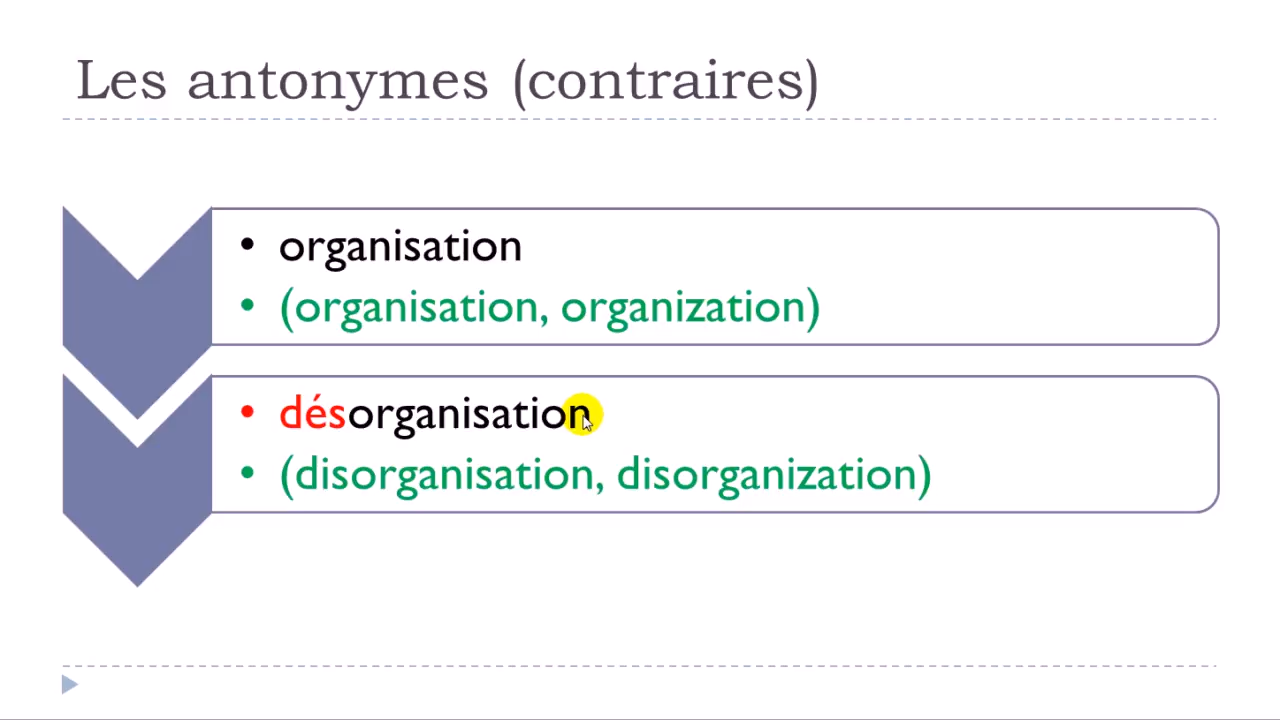 Les antonymes (contraires)
• organisation
• (organisation, organization)
• désorganisation
• (disorganisation, disorganization)